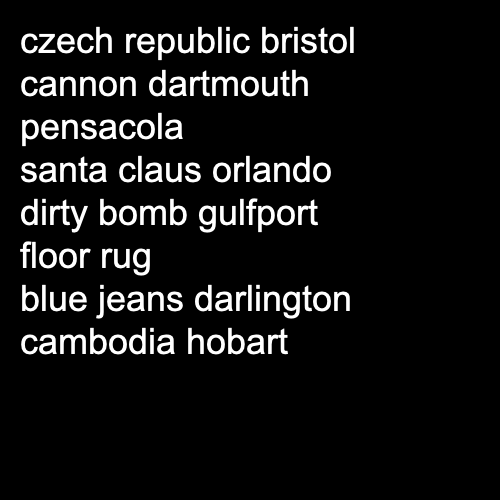 czech republic bristol
cannon dartmouth
pensacola
santa claus orlando
dirty bomb gulfport
floor rug
blue jeans darlington
cambodia hobart